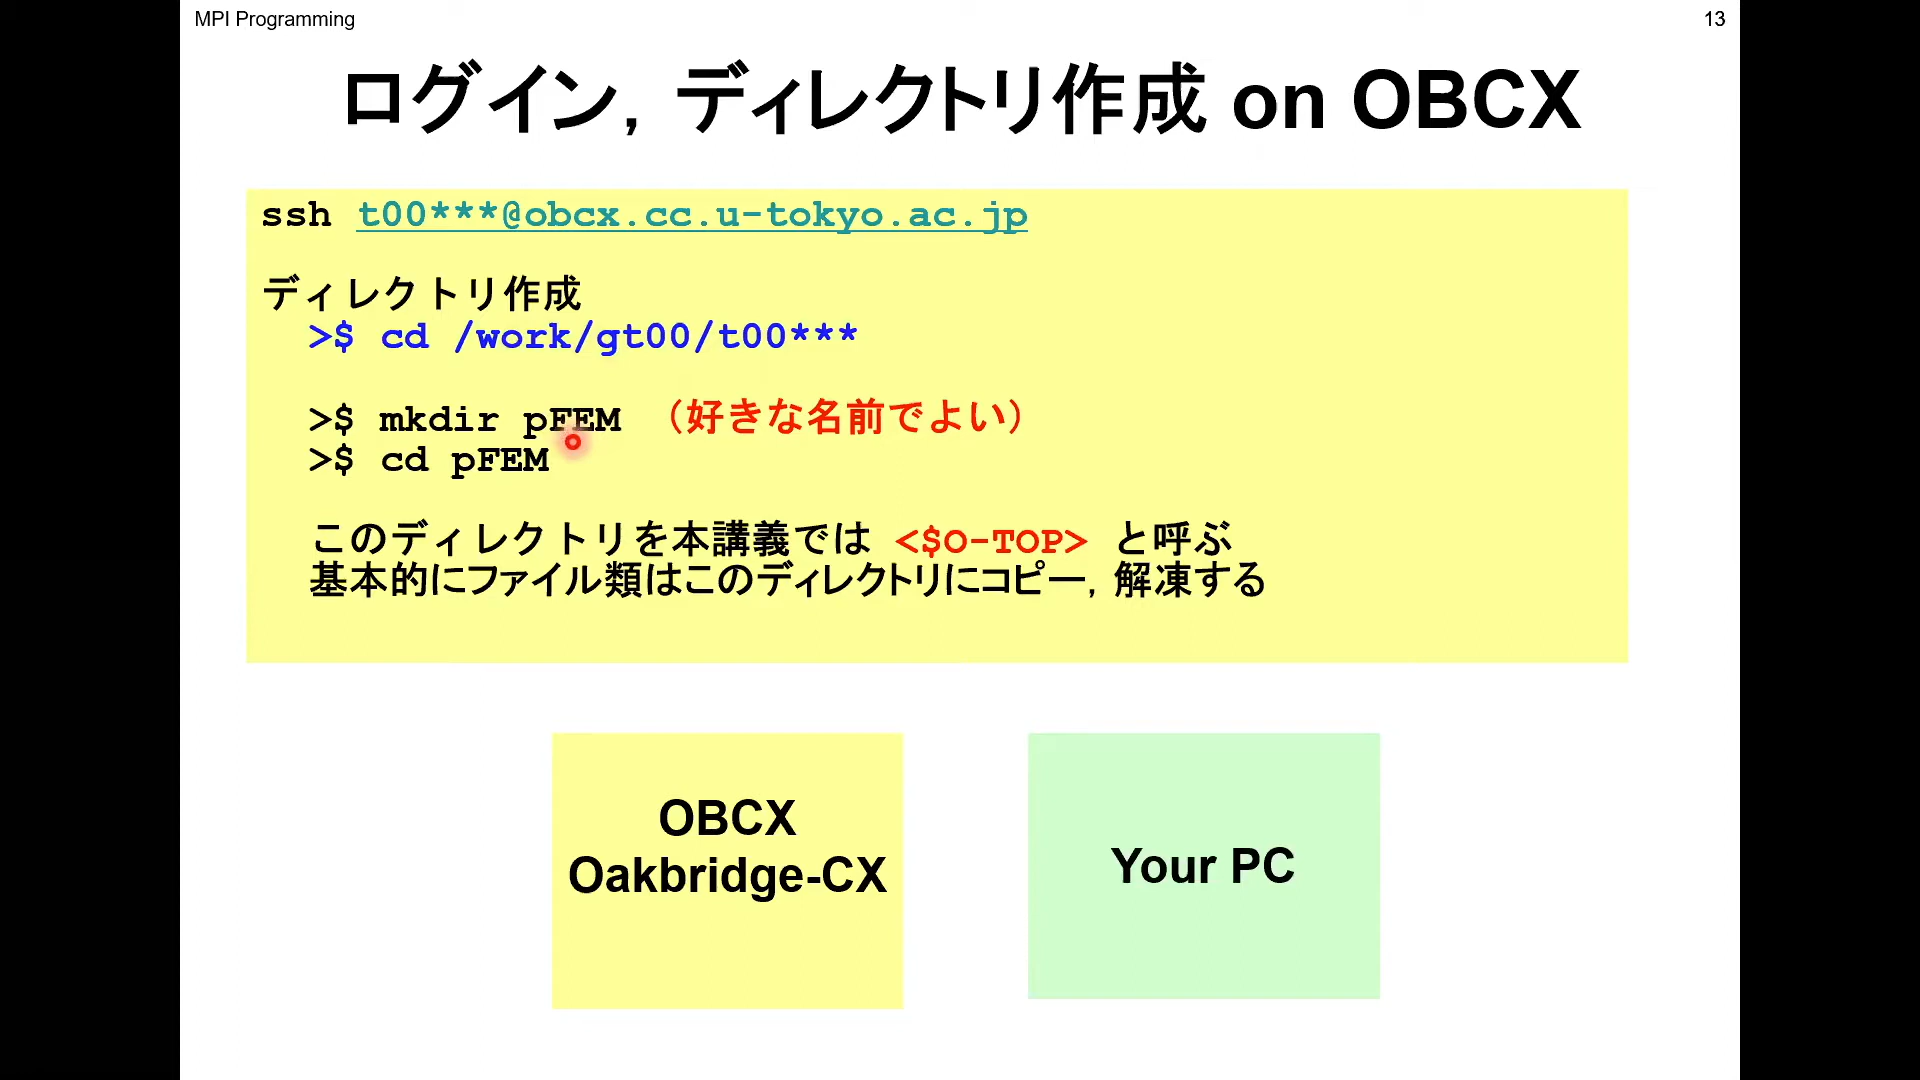 MPI Programming
13
ログイン，ディレクトリ作成 on OBCX
ssh t00***@obcx.cc.u-tokyo.ac.jp
ディレクトリ作成
>$ cd /work/gt00/t00***
>$ mkdir pFEM （好きな名前でよい）
>$ cd pFEM
このディレクトリを本講義では <$O-TOP> と呼ぶ
基本的にファイル類はこのディレクトリにコピー，解凍する
OBCX
Oakbridge-CX
Your PC